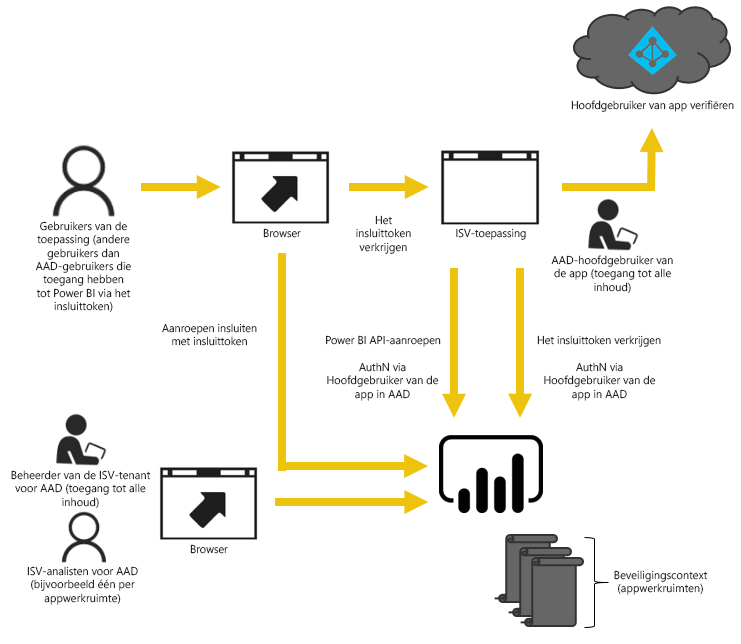 Hoofdgebruiker van app verifiëren
Gebruikers van de
toepassing (andere
gebruikers dan
AAD-gebruikers die
toegang hebben
tot Power BI via het
insluittoken)
Browser
Het
insluittoken
verkrijgen
ISV-toepassing
AAD-hoofdgebruiker van
de app (toegang tot alle
inhoud)
Aanroepen insluiten
met insluittoken
Power BI API-aanroepen
AuthN via
Hoofdgebruiker van de
app in AAD
Het insluittoken verkrijgen
AuthN via
Hoofdgebruiker van de
app in AAD
Beheerder van de ISV-tenant
voor AAD (toegang tot alle
inhoud)
Browser
ISV-analisten voor AAD
(bijvoorbeeld één per
appwerkruimte)
Beveiligingscontext
(appwerkruimten)